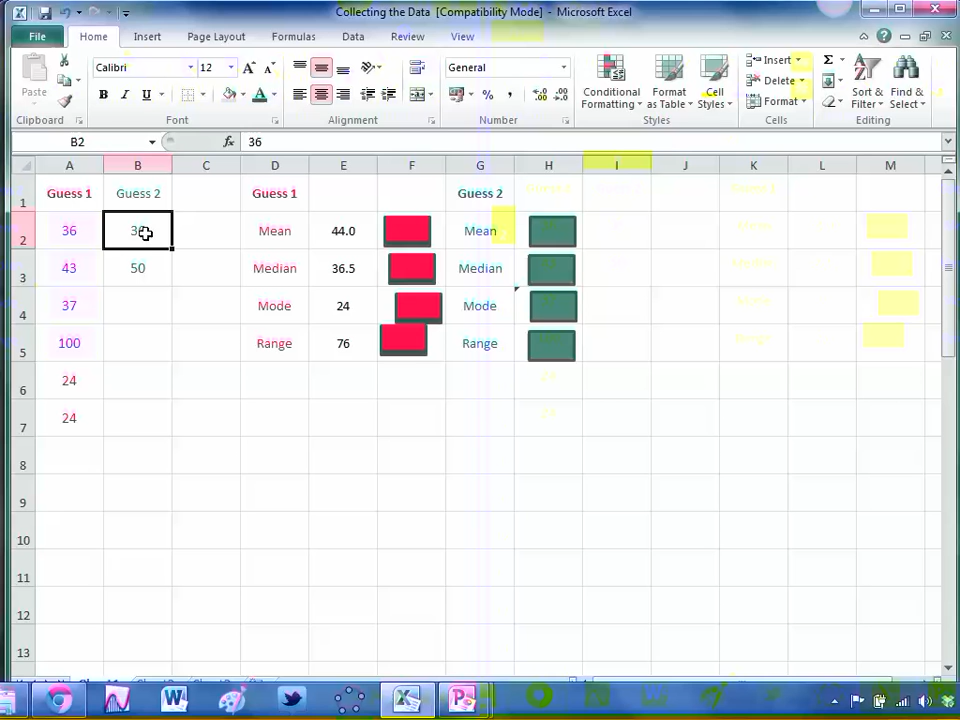 Collecting the Data [Compatibility Mode] - Microsoft Excel
File Home Insert Page Layout Formulas Data Review View
Paste Calibri 12 General Conditional Formatting Format as Table Cell Styles Insert Delete Format Sort & Filter Find & Select
Clipboard Font Alignment Number Styles Cells Editing
B2 fx 36
A B C D E F G H I J K L M
1 Guess 1 Guess 2 Guess 1 Guess 2
2 36 Mean 44.0 Mean
3 43 50 Median 36.5 Median
4 37 Mode 24 Mode
5 100 Range 76 Range
6 24 24
7 24 24
8
9
10
11
12
13